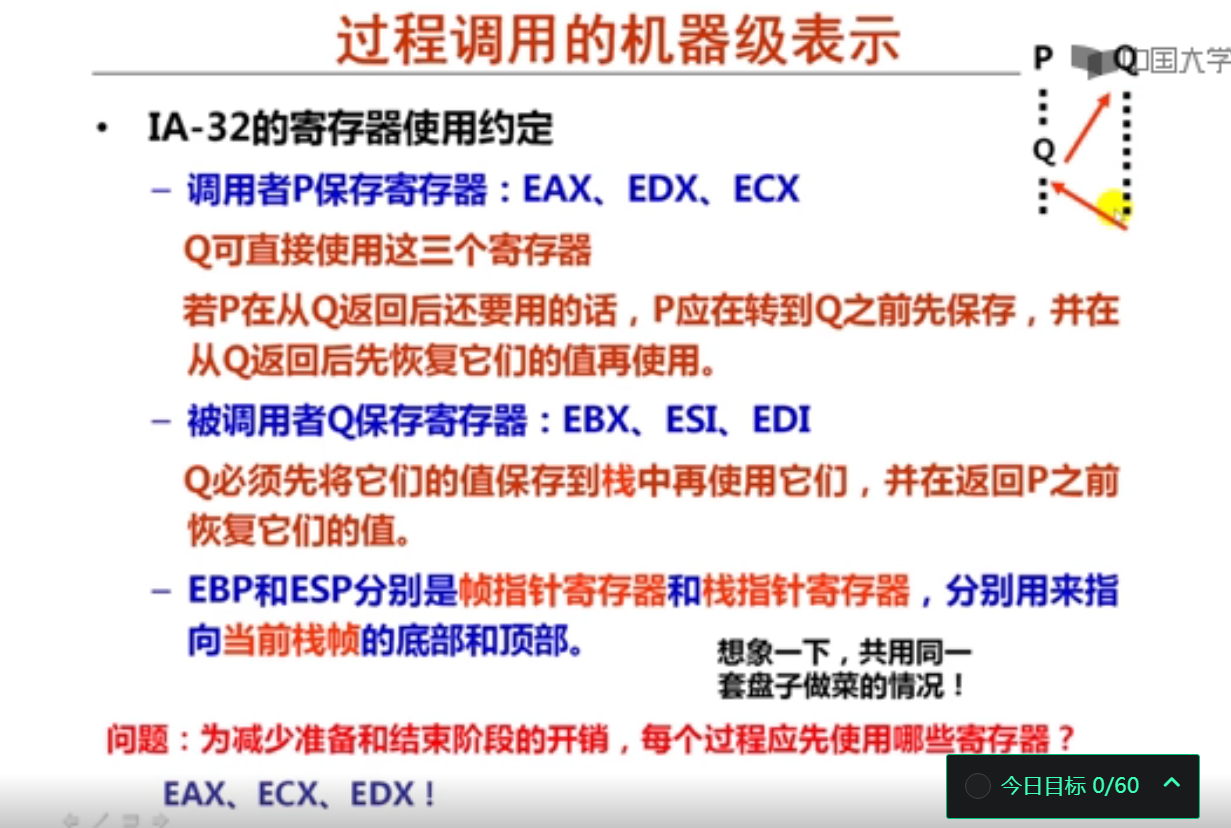 过程调用的机器级表示
P
Q
中国大学
Q
• IA-32的寄存器使用约定
– 调用者P保存寄存器：EAX、EDX、ECX
Q可直接使用这三个寄存器
若P在从Q返回后还要用的话，P应在转到Q之前先保存，并在
从Q返回后先恢复它们的值再使用。
– 被调用者Q保存寄存器：EBX、ESI、EDI
Q必须先将它们的值保存到栈中再使用它们，并在返回P之前
恢复它们的值。
– EBP和ESP分别是帧指针寄存器和栈指针寄存器，分别用来指
向当前栈帧的底部和顶部。
想象一下，共用同一
套盘子做菜的情况！
问题：为减少准备和结束阶段的开销，每个过程应先使用哪些寄存器？
EAX、ECX、EDX！
今日目标 0/60